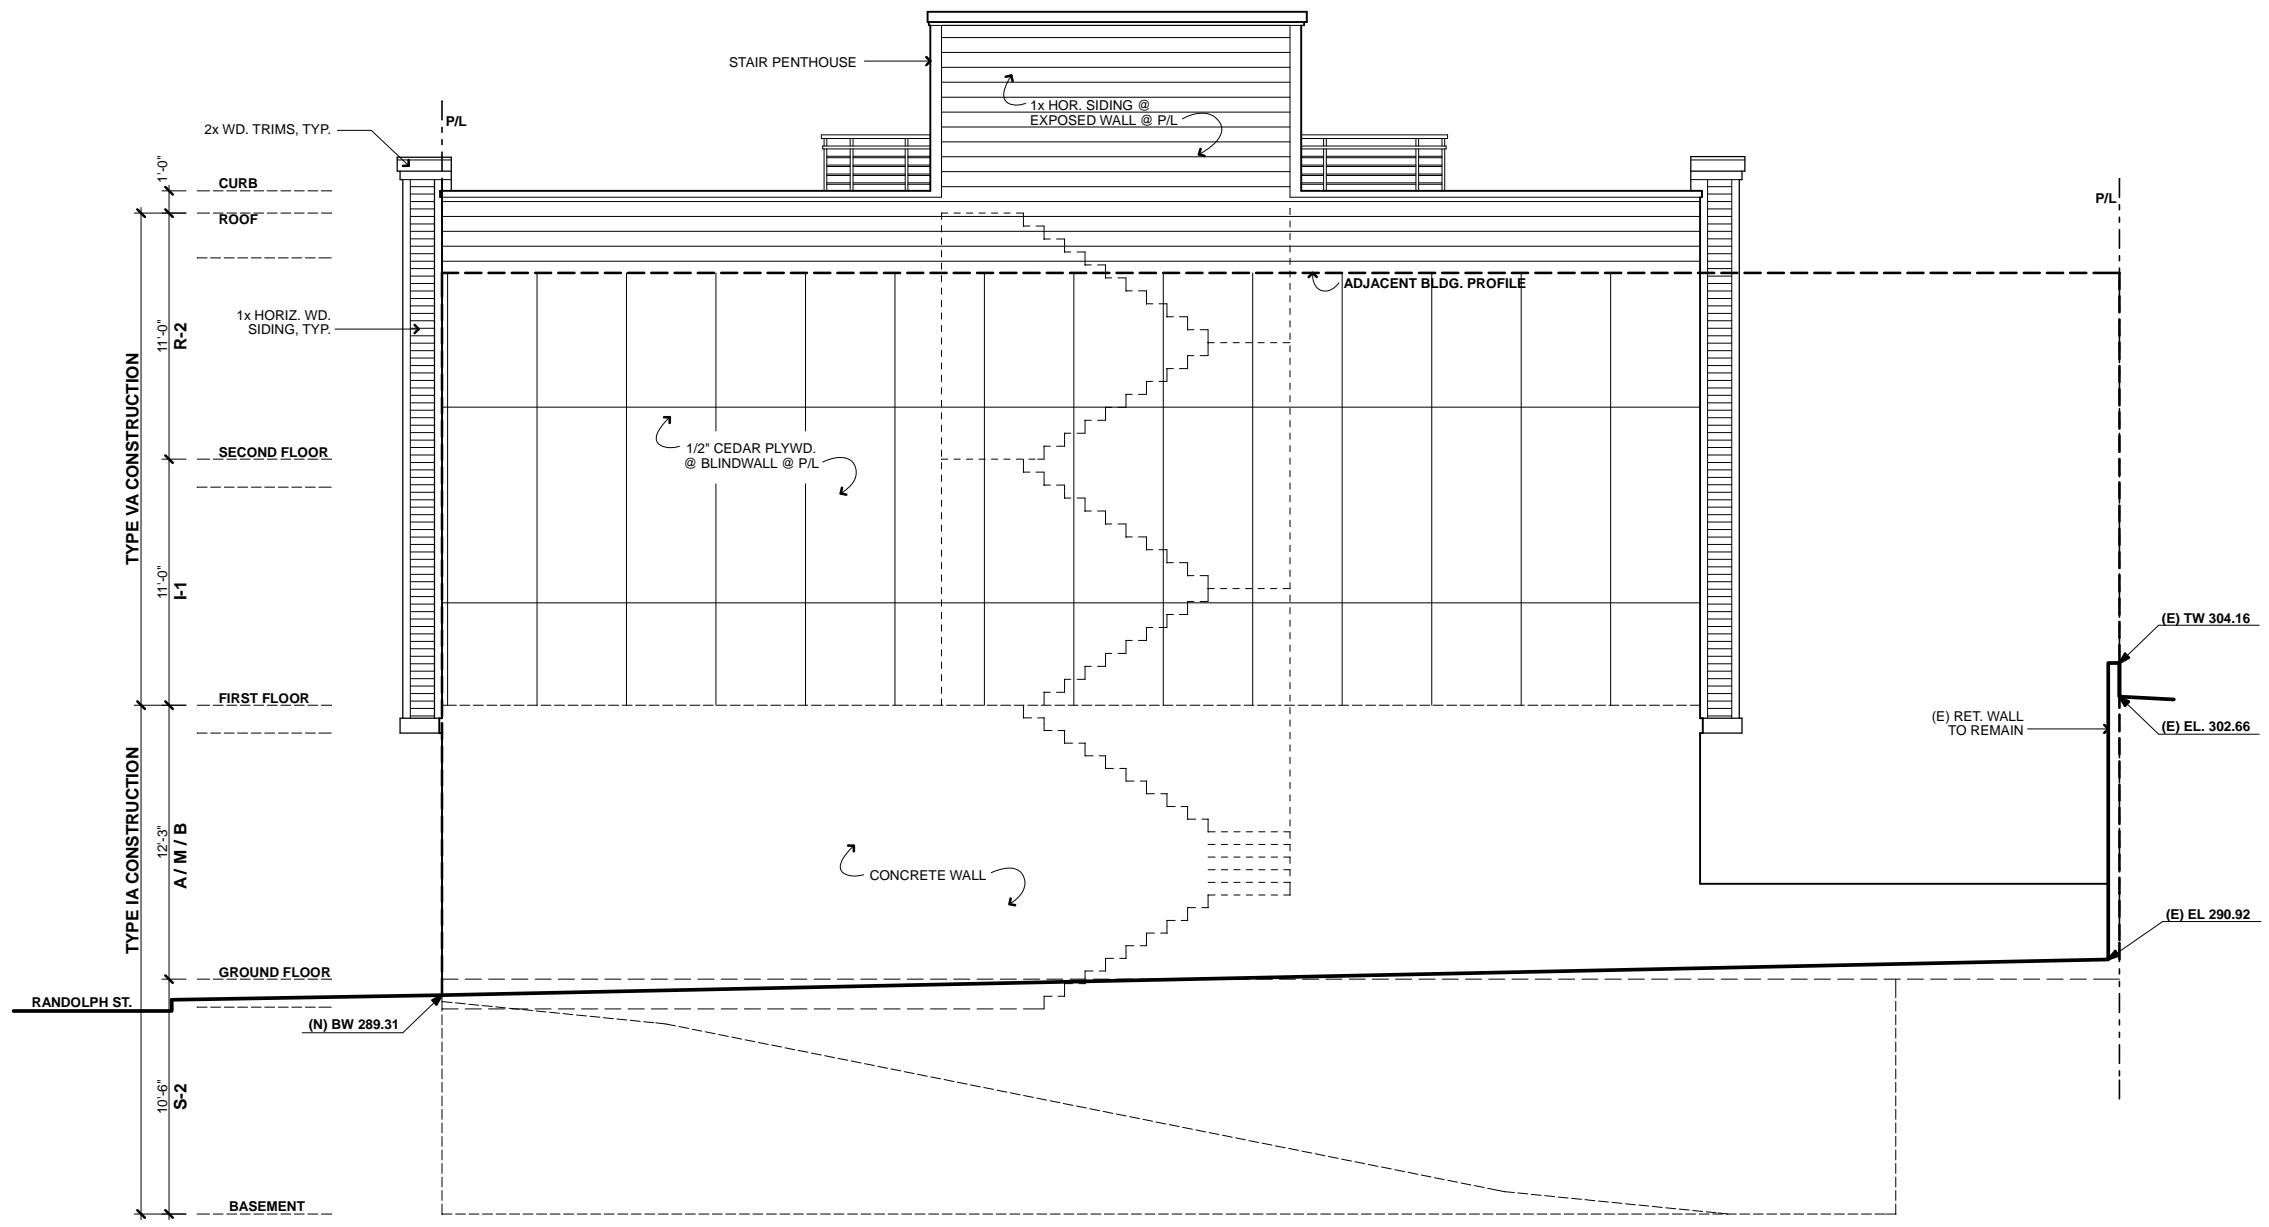 STAIR PENTHOUSE
1x HOR. SIDING @
EXPOSED WALL @ P/L
P/L
2x WD. TRIMS, TYP.
1'-0"
CURB
P/L
ROOF
ADJACENT BLDG. PROFILE
1x HORIZ. WD.
SIDING, TYP.
11'-0"
R-2
TYPE VA CONSTRUCTION
1/2" CEDAR PLYWD.
@ BLINDWALL @ P/L
SECOND FLOOR
11'-0"
I-1
(E) TW 304.16
FIRST FLOOR
(E) RET. WALL
TO REMAIN
(E) EL. 302.66
TYPE IA CONSTRUCTION
12'-3"
A / M / B
CONCRETE WALL
(E) EL 290.92
GROUND FLOOR
RANDOLPH ST.
(N) BW 289.31
10'-6"
S-2
BASEMENT